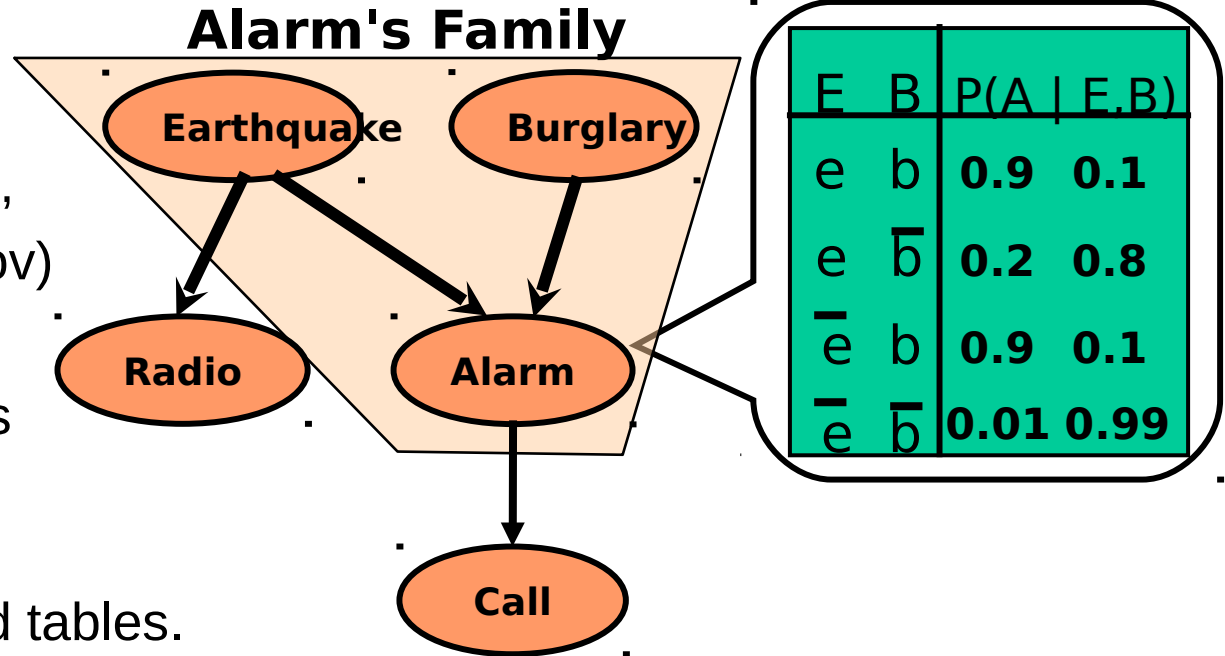 Alarm's Family
Earthquake
Burglary
,
ov)
Radio
Alarm
s
Call
d tables.
E B P(A | E,B)
e b 0.9 0.1
e b̅ 0.2 0.8
e̅ b 0.9 0.1
e̅ b̅ 0.01 0.99